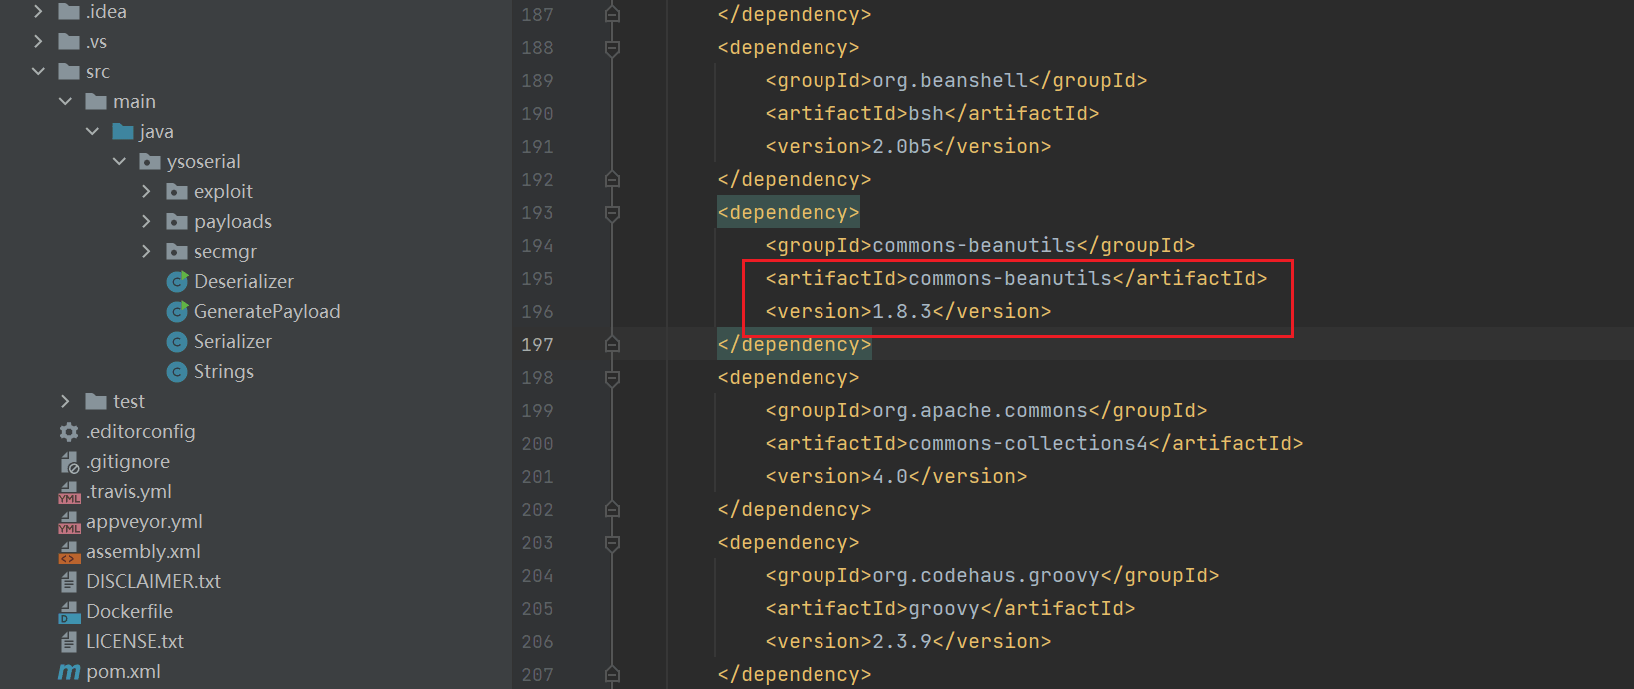 .idea
.vs
src
main
java
ysoserial
exploit
payloads
secmgr
Deserializer
GeneratePayload
Serializer
Strings
test
.editorconfig
.gitignore
.travis.yml
appveyor.yml
assembly.xml
DISCLAIMER.txt
Dockerfile
LICENSE.txt
pom.xml
187 </dependency>
188 <dependency>
189 <groupId>org.beanshell</groupId>
190 <artifactId>bsh</artifactId>
191 <version>2.0b5</version>
192 </dependency>
193 <dependency>
194 <groupId>commons-beanutils</groupId>
195 <artifactId>commons-beanutils</artifactId>
196 <version>1.8.3</version>
197 </dependency>
198 <dependency>
199 <groupId>org.apache.commons</groupId>
200 <artifactId>commons-collections4</artifactId>
201 <version>4.0</version>
202 </dependency>
203 <dependency>
204 <groupId>org.codehaus.groovy</groupId>
205 <artifactId>groovy</artifactId>
206 <version>2.3.9</version>
207 </dependency>